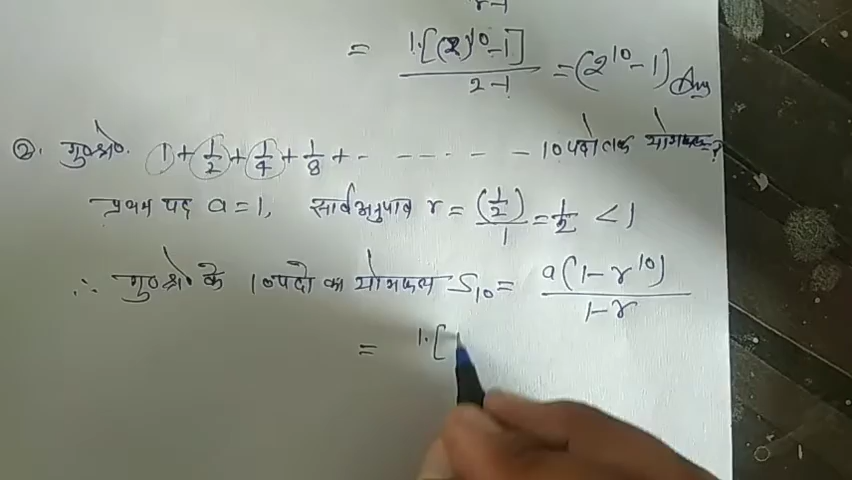 r-1
= 1.[(2)^10-1] / 2-1 = (2^10-1) Ans
②. गु०श्रे०. 1 + 1/2 + 1/4 + 1/8 + - - - - - - - 10 पदों तक योगफल = ?
प्रथम पद a = 1, सार्वअनुपात r = (1/2)/1 = 1/2 < 1
∴ गु०श्रे० के 10 पदों का योगफल S10 = a(1-r^10) / 1-r
= 1.[